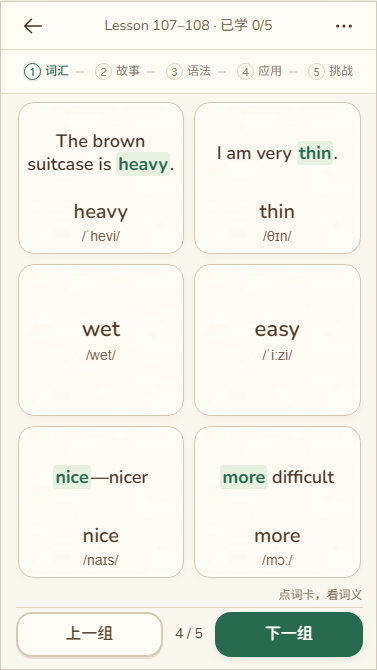 Lesson 107–108 · 已学 0/5
1 词汇 2 故事 3 语法 4 应用 5 挑战
The brown
suitcase is heavy.
heavy
/ˈhevi/
I am very thin.
thin
/θɪn/
wet
/wet/
easy
/ˈiːzi/
nice—nicer
nice
/naɪs/
more difficult
more
/mɔː/
点词卡，看词义
上一组
4 / 5
下一组